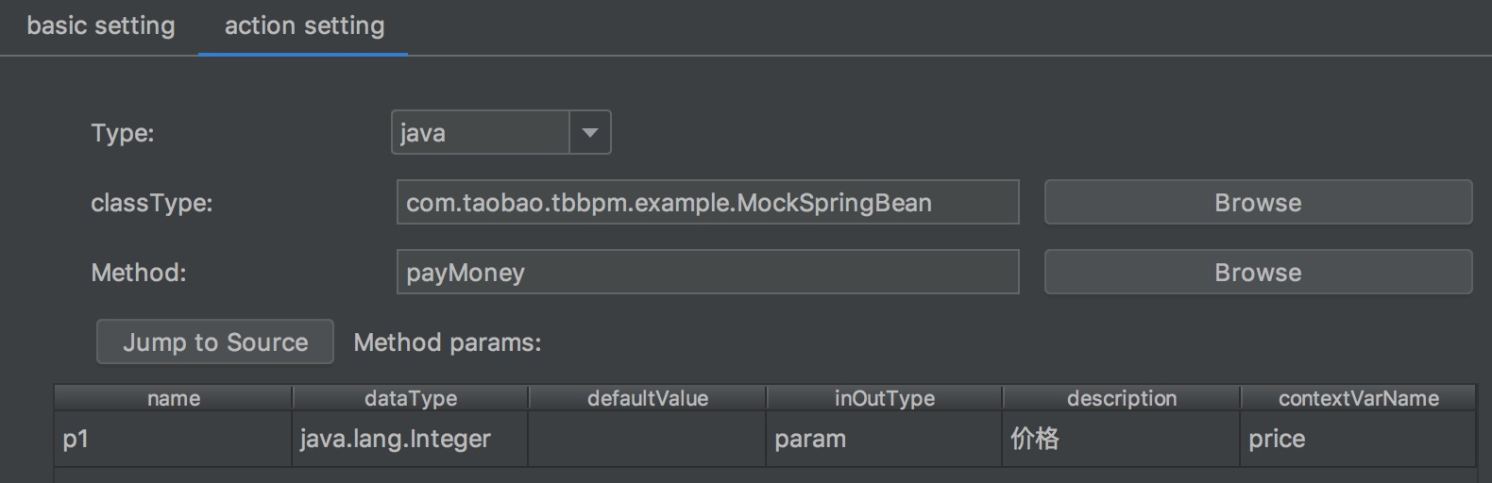 basic setting action setting
Type: java
classType: com.taobao.tbbpm.example.MockSpringBean Browse
Method: payMoney Browse
Jump to Source Method params:
name dataType defaultValue inOutType description contextVarName
p1 java.lang.Integer param 价格 price